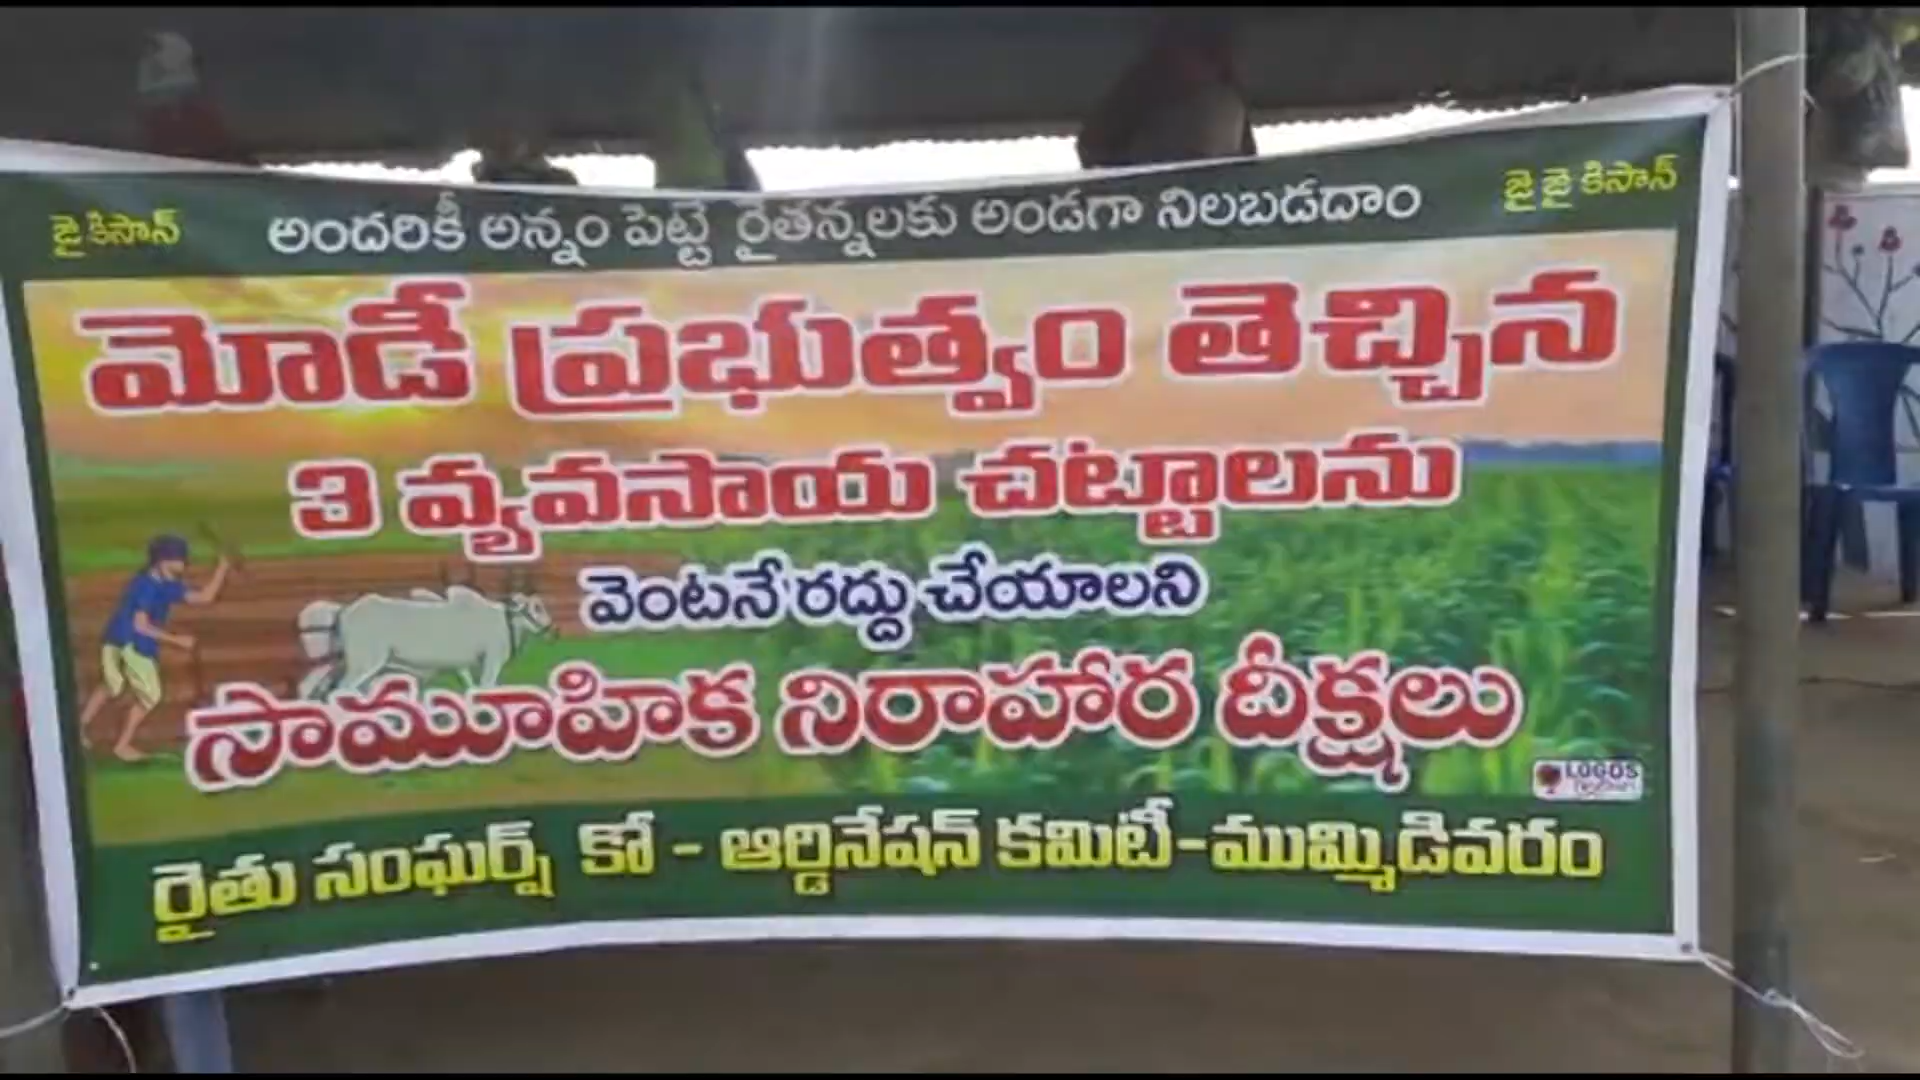 జై కిసాన్ అందరికీ అన్నం పెట్టే రైతన్నలకు అండగా నిలబడదాం జై జై కిసాన్
మోడీ ప్రభుత్వం తెచ్చిన
3 వ్యవసాయ చట్టాలను
వెంటనే రద్దు చేయాలని
సామూహిక నిరాహార దీక్షలు
LOGOS
రైతు సంఘర్ష్ కో - ఆర్డినేషన్ కమిటీ-ముమ్మిడివరం